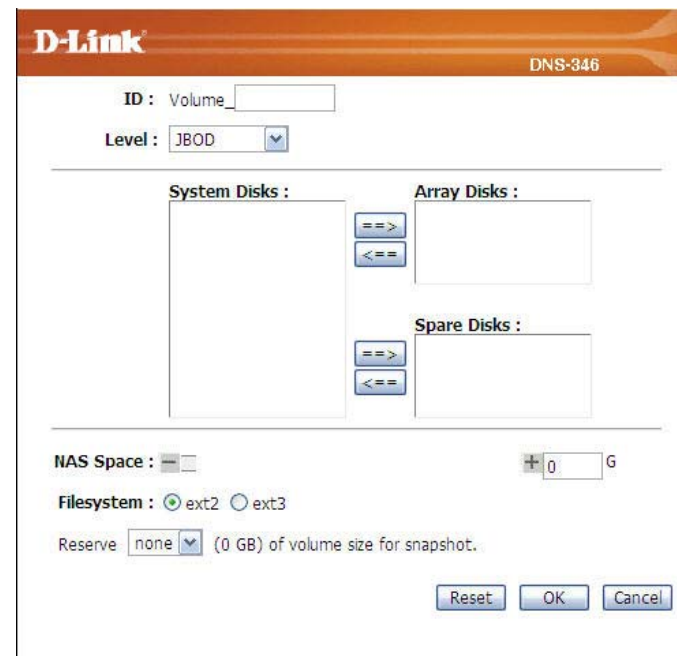 D-Link
DNS-346
ID : Volume_
Level : JBOD
System Disks :
Array Disks :
==>
<==
Spare Disks :
==>
<==
NAS Space : − + 0 G
Filesystem : ext2 ext3
Reserve none (0 GB) of volume size for snapshot.
Reset OK Cancel